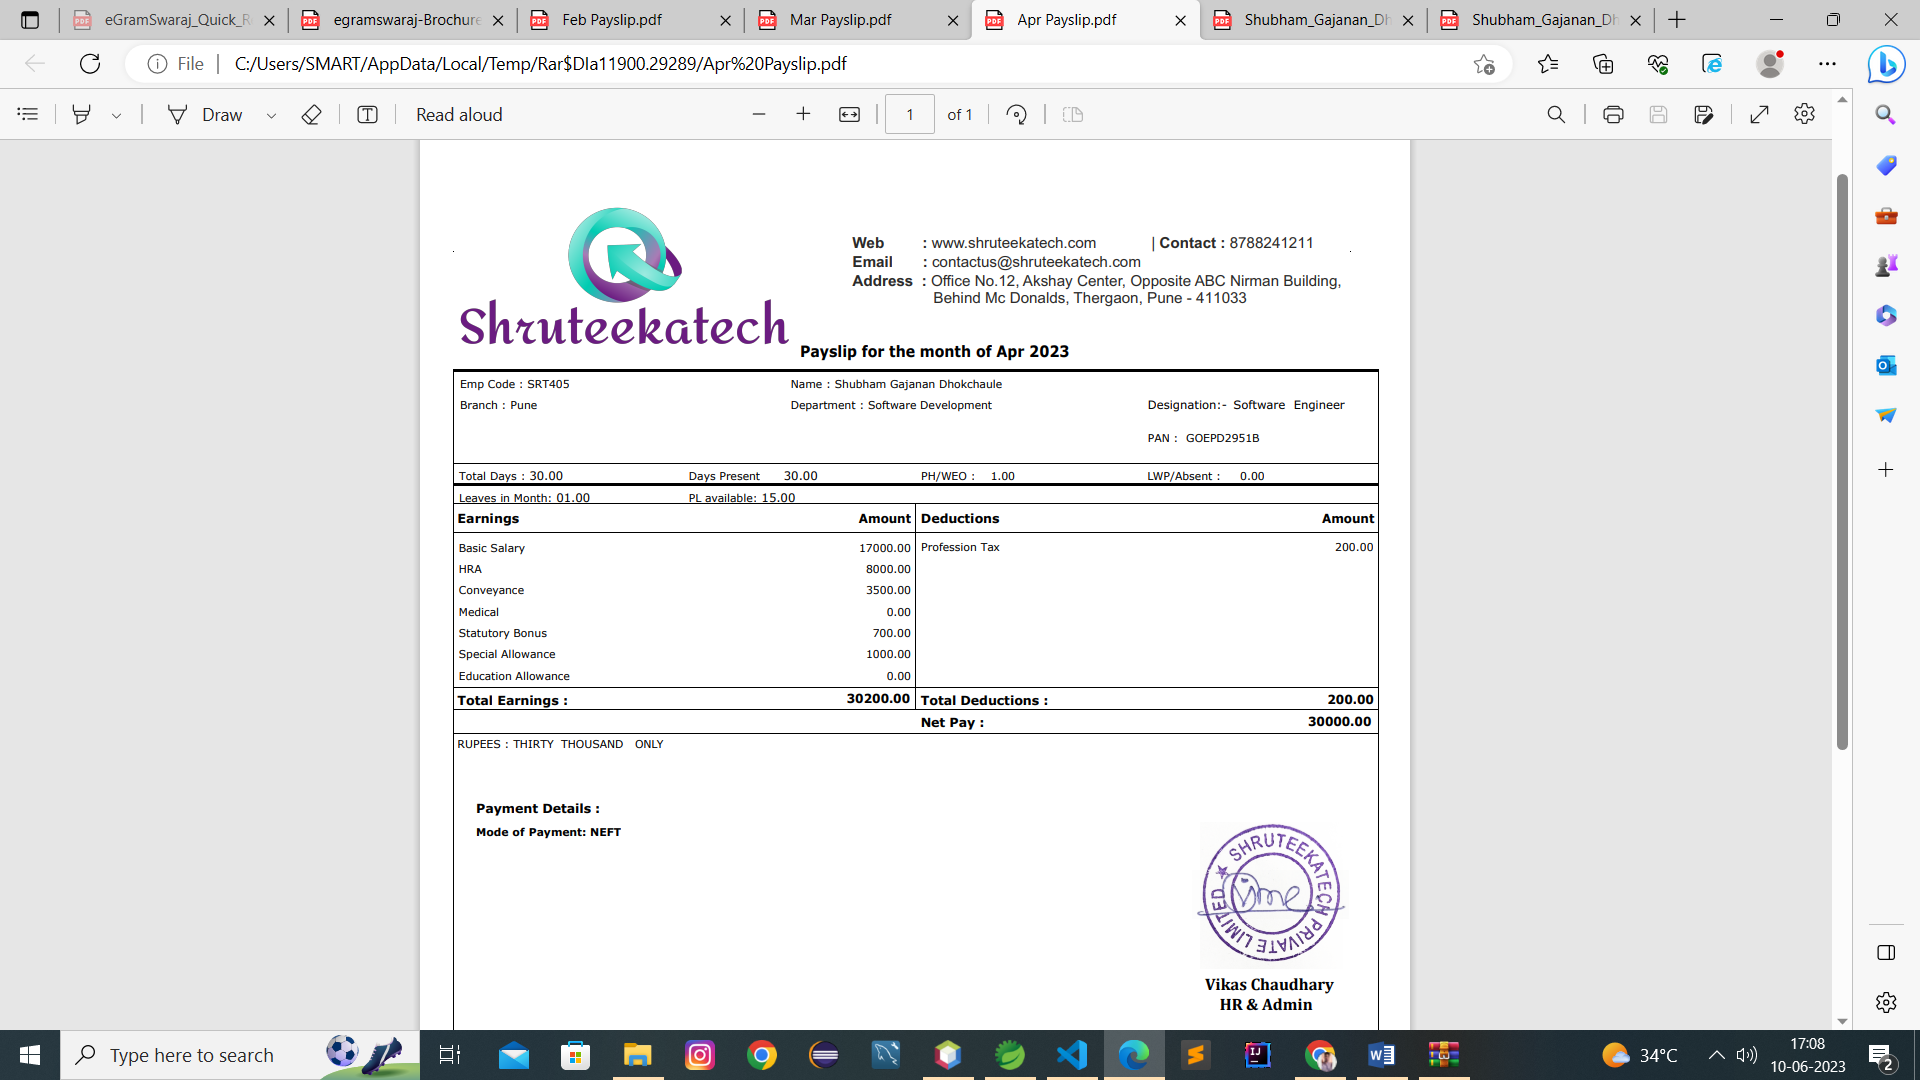 eGramSwaraj_Quick_R
egramswaraj-Brochure
Feb Payslip.pdf
Mar Payslip.pdf
Apr Payslip.pdf
Shubham_Gajanan_Dh
Shubham_Gajanan_Dh
File
C:/Users/SMART/AppData/Local/Temp/Rar$DIa11900.29289/Apr%20Payslip.pdf
Draw
Read aloud
1 of 1
Web : www.shruteekatech.com | Contact : 8788241211
Email : contactus@shruteekatech.com
Address : Office No.12, Akshay Center, Opposite ABC Nirman Building,
Behind Mc Donalds, Thergaon, Pune - 411033
Shruteekatech
Payslip for the month of Apr 2023
Emp Code : SRT405 Name : Shubham Gajanan Dhokchaule
Branch : Pune Department : Software Development Designation:- Software Engineer
PAN : GOEPD2951B
Total Days : 30.00 Days Present 30.00 PH/WEO : 1.00 LWP/Absent : 0.00
Leaves in Month: 01.00 PL available: 15.00
Earnings Amount Deductions Amount
Basic Salary 17000.00 Profession Tax 200.00
HRA 8000.00
Conveyance 3500.00
Medical 0.00
Statutory Bonus 700.00
Special Allowance 1000.00
Education Allowance 0.00
Total Earnings : 30200.00 Total Deductions : 200.00
Net Pay : 30000.00
RUPEES : THIRTY THOUSAND ONLY
Payment Details :
Mode of Payment: NEFT
SHRUTEEKATECH PRIVATE LIMITED
Vikas Chaudhary
HR & Admin
Type here to search
34°C
17:08
10-06-2023
2